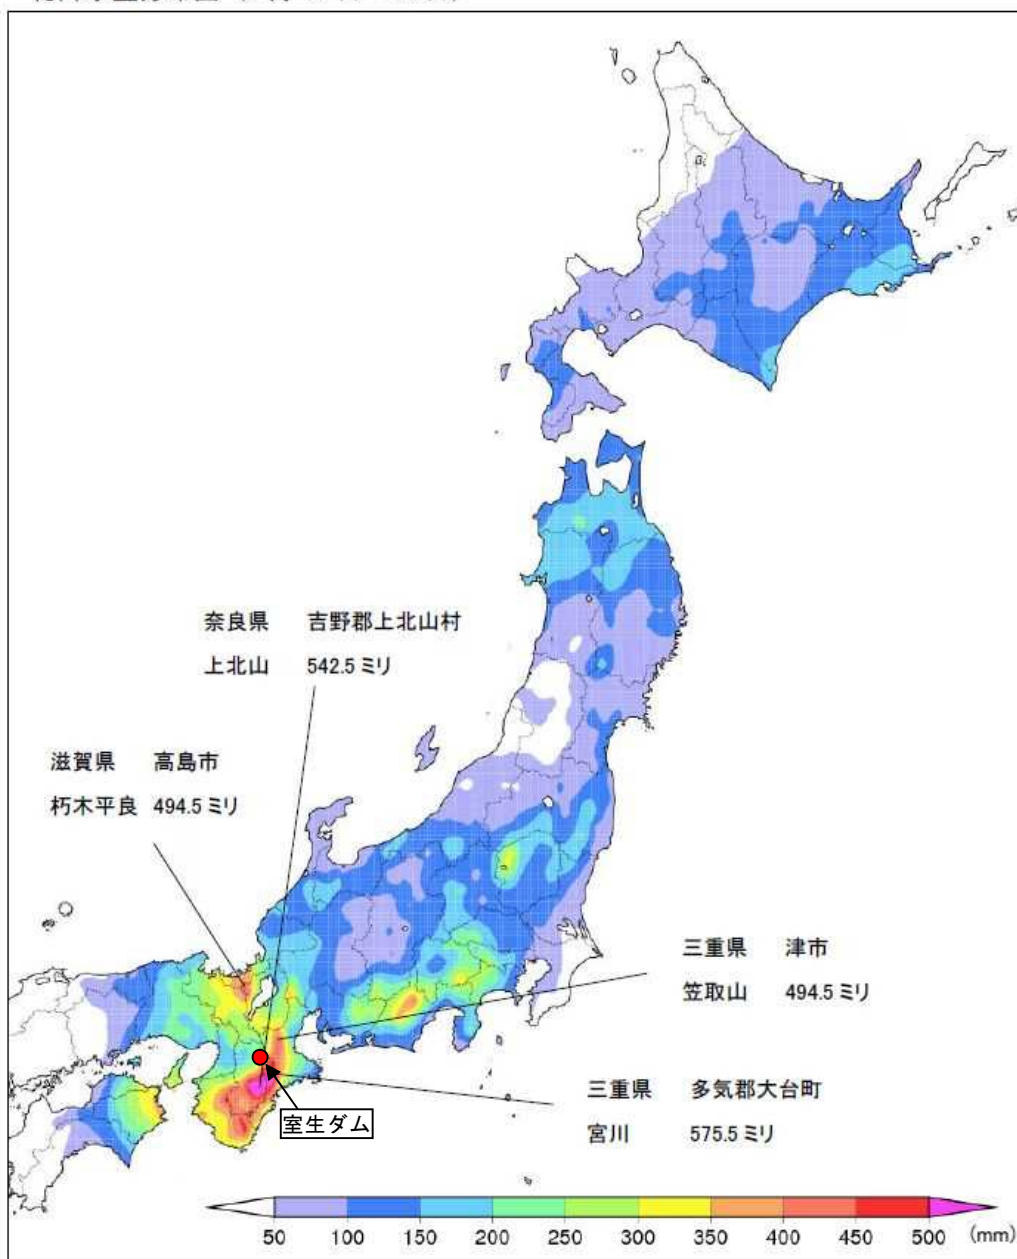 奈良県 吉野郡上北山村
上北山 542.5 ミリ
滋賀県 高島市
朽木平良 494.5 ミリ
三重県 津市
笠取山 494.5 ミリ
三重県 多気郡大台町
宮川 575.5 ミリ
室生ダム
50 100 150 200 250 300 350 400 450 500 (mm)